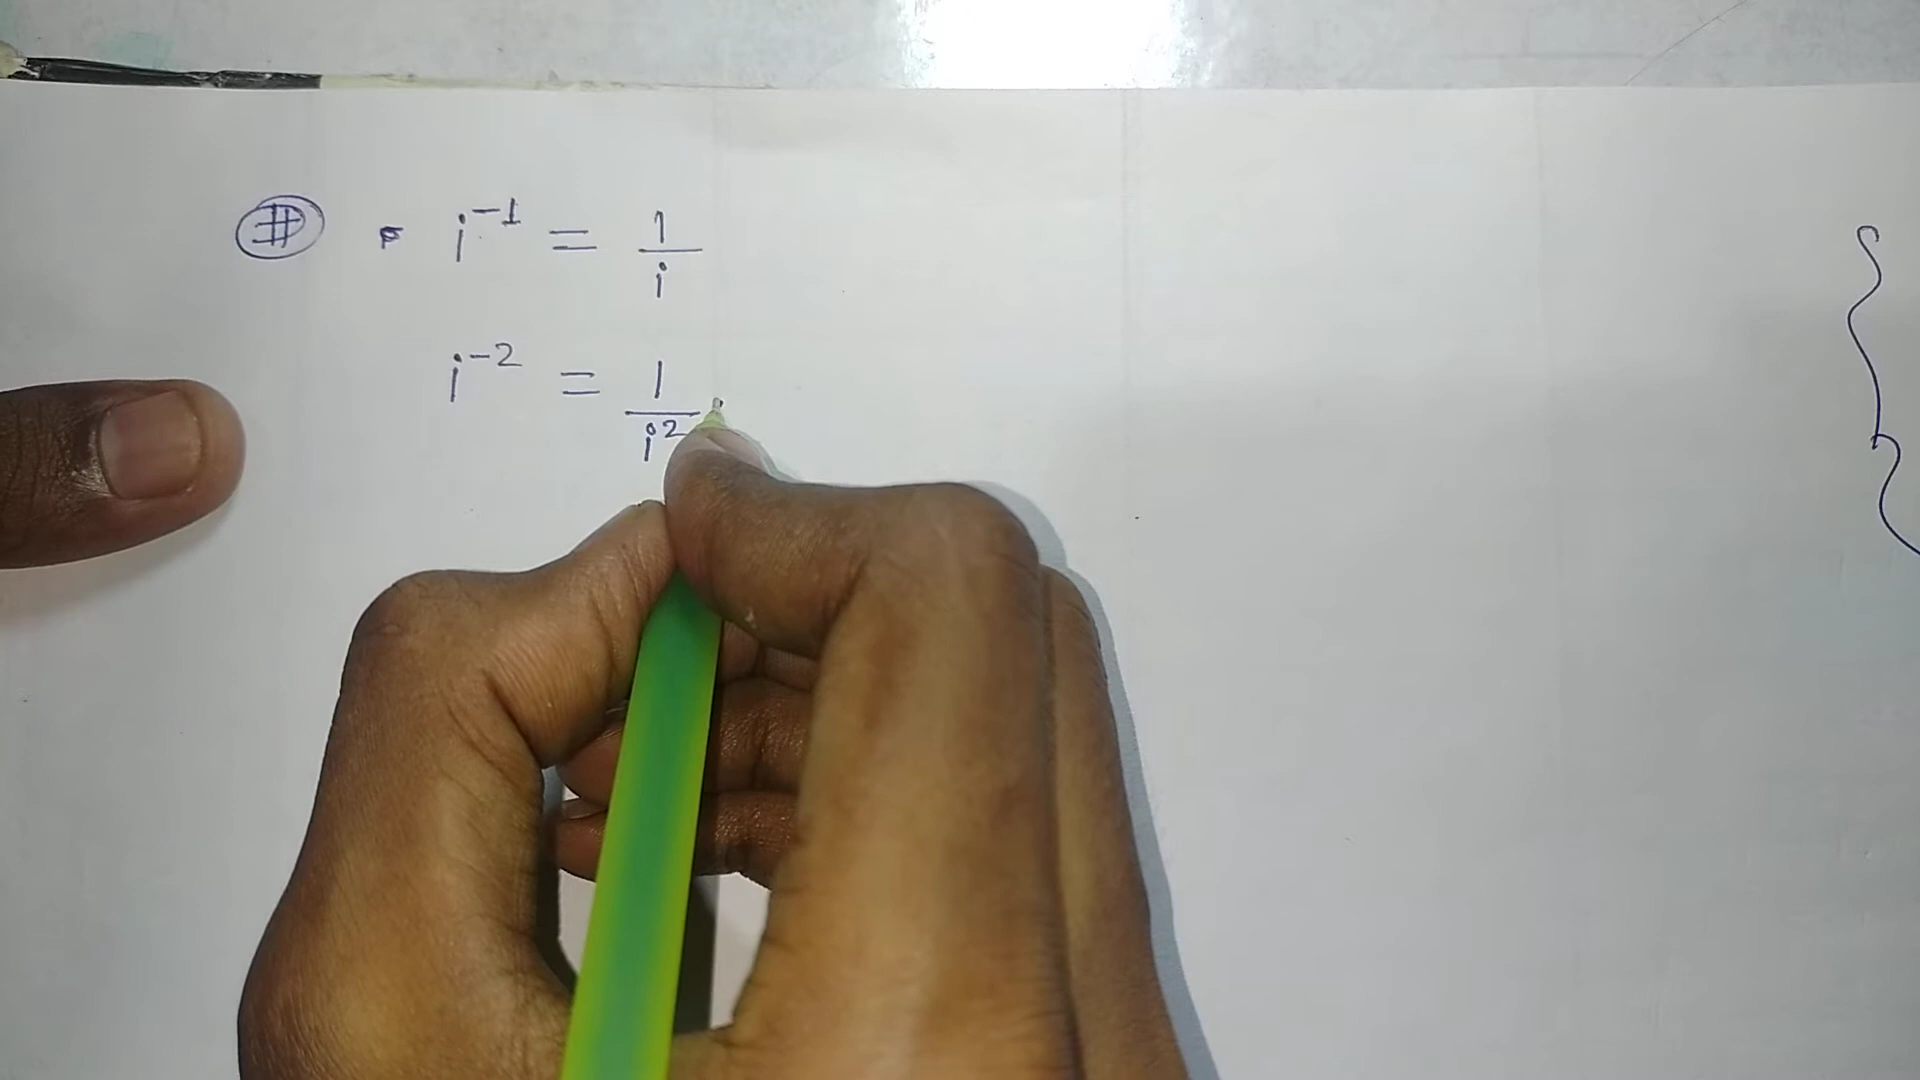 # • i⁻¹ = 1/i
i⁻² = 1/i²